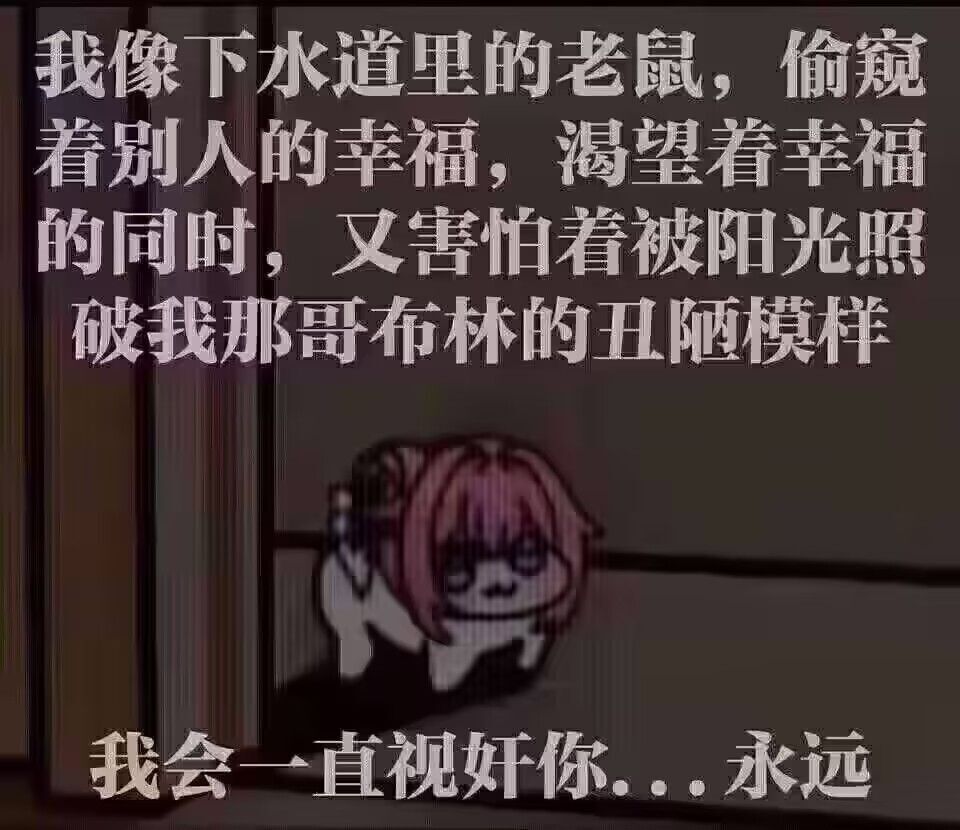 我像下水道里的老鼠，偷窥
着别人的幸福，渴望着幸福
的同时，又害怕着被阳光照
破我那哥布林的丑陋模样
我会一直视奸你...永远